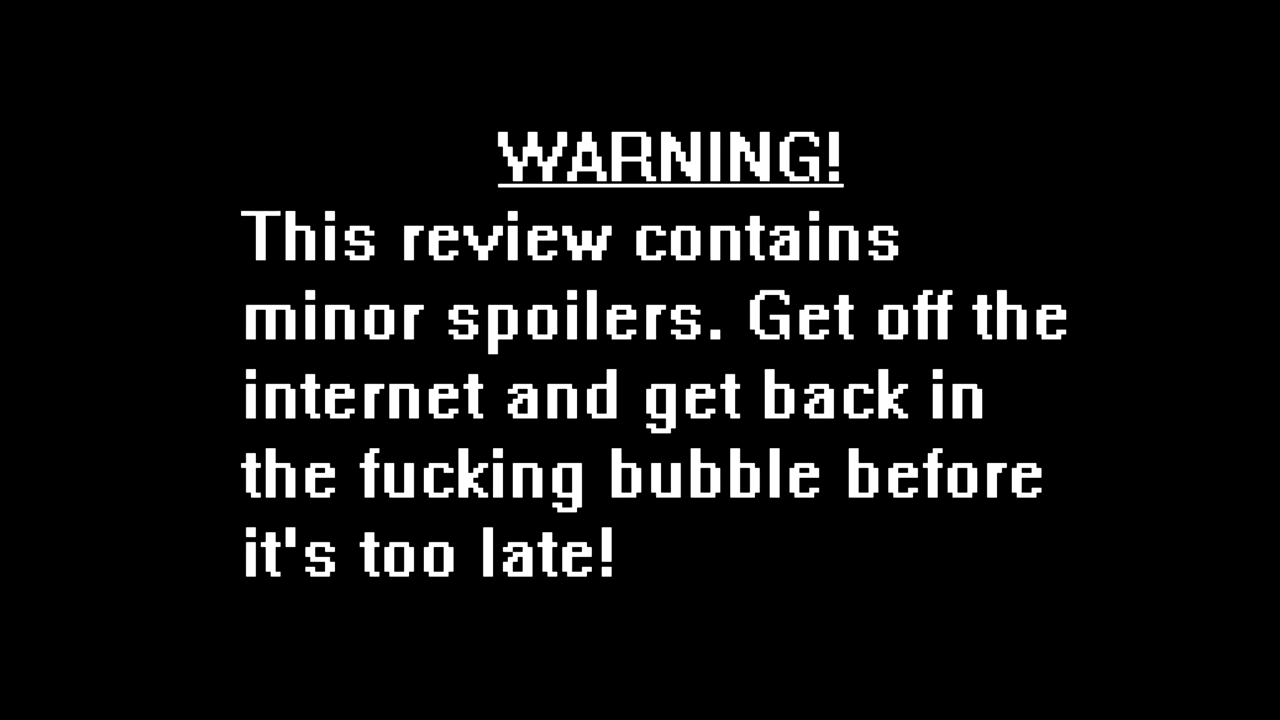 WARNING!
This review contains
minor spoilers. Get off the
internet and get back in
the fucking bubble before
it's too late!